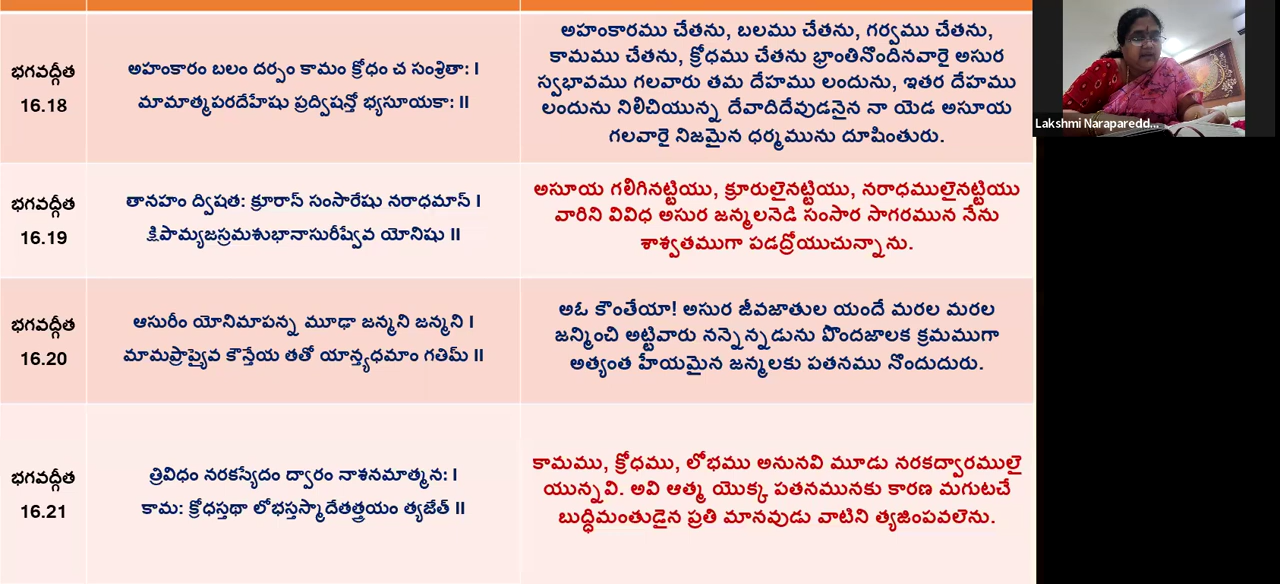 భగవద్గీత
16.18
అహంకారం బలం దర్పం కామం క్రోధం చ సంశ్రితా: I
మామాత్మపరదేహేషు ప్రద్విషన్తో భ్యసూయకా: II
అహంకారము చేతను, బలము చేతను, గర్వము చేతను,
కామము చేతను, క్రోధము చేతను భ్రాంతినొందినవారై అసుర
స్వభావము గలవారు తమ దేహము లందును, ఇతర దేహము
లందును నిలిచియున్న దేవాదిదేవుడనైన నా యెడ అసూయ
గలవారై నిజమైన ధర్మమును దూషింతురు.
భగవద్గీత
16.19
తానహం ద్విషత: క్రూరాస్ సంసారేషు నరాధమాస్ I
క్షిపామ్యజస్రమశుభానాసురీష్వేవ యోనిషు II
అసూయ గలిగినట్టియు, క్రూరులైనట్టియు, నరాధములైనట్టియు
వారిని వివిధ అసుర జన్మలనెడి సంసార సాగరమున నేను
శాశ్వతముగా పడద్రోయుచున్నాను.
భగవద్గీత
16.20
ఆసురీం యోనిమాపన్న మూఢా జన్మని జన్మని I
మామప్రాప్యైవ కౌన్తేయ తతో యాన్త్యధమాం గతిమ్ II
అఓ కౌంతేయా! అసుర జీవజాతుల యందే మరల మరల
జన్మించి అట్టివారు నన్నెన్నడును పొందజాలక క్రమముగా
అత్యంత హేయమైన జన్మలకు పతనము నొందుదురు.
భగవద్గీత
16.21
త్రివిధం నరకస్యేదం ద్వారం నాశనమాత్మన: I
కామ: క్రోధస్తథా లోభస్తస్మాదేతత్త్రయం త్యజేత్ II
కామము, క్రోధము, లోభము అనునవి మూడు నరకద్వారములై
యున్నవి. అవి ఆత్మ యొక్క పతనమునకు కారణ మగుటచే
బుద్ధిమంతుడైన ప్రతి మానవుడు వాటిని త్యజింపవలెను.
Lakshmi Naraparedd...